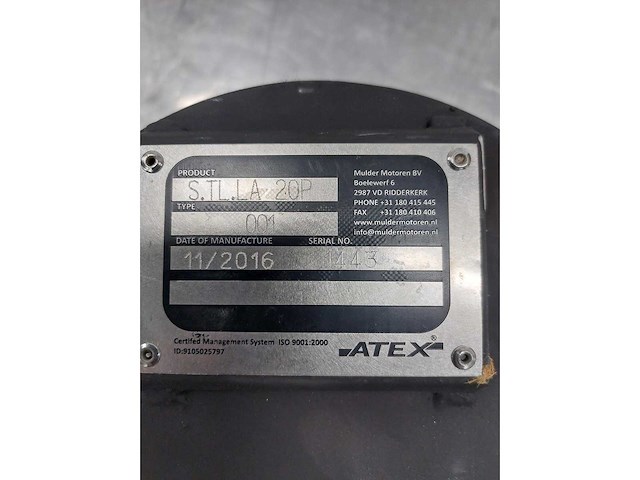 PRODUCT
S.TL.LA 20P
TYPE
001
DATE OF MANUFACTURE SERIAL NO.
11/2016 1443
Mulder Motoren BV
Boelewerf 6
2987 VD RIDDERKERK
PHONE +31 180 415 445
FAX +31 180 410 406
www.muldermotoren.nl
info@muldermotoren.nl
Certifed Management System ISO 9001:2000
ID:9105025797
ATEX®